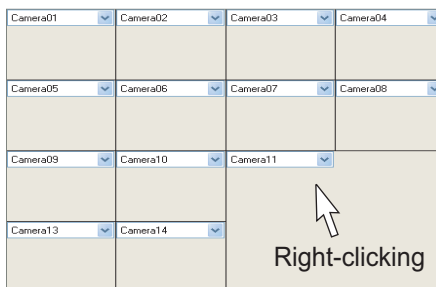 Camera01 Camera02 Camera03 Camera04
Camera05 Camera06 Camera07 Camera08
Camera09 Camera10 Camera11
Right-clicking
Camera13 Camera14